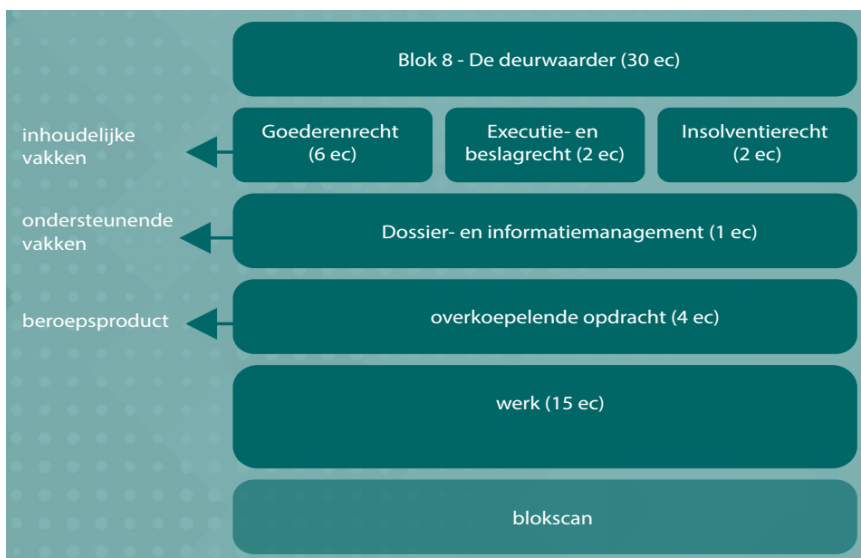 Blok 8 - De deurwaarder (30 ec)
inhoudelijke
vakken
Goederenrecht
(6 ec)
Executie- en
beslagrecht (2 ec)
Insolventierecht
(2 ec)
ondersteunende
vakken
Dossier- en informatiemanagement (1 ec)
beroepsproduct
overkoepelende opdracht (4 ec)
werk (15 ec)
blokscan